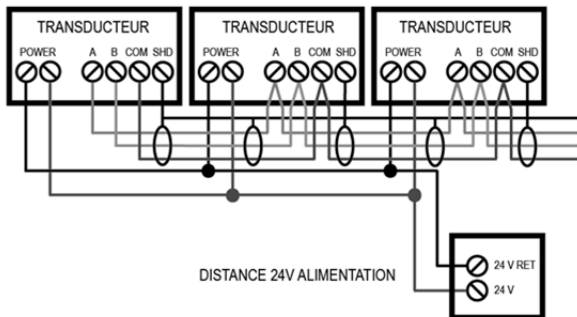 TRANSDUCTEUR TRANSDUCTEUR TRANSDUCTEUR
POWER A B COM SHD POWER A B COM SHD POWER A B COM SHD
24 V RET
DISTANCE 24V ALIMENTATION
24 V